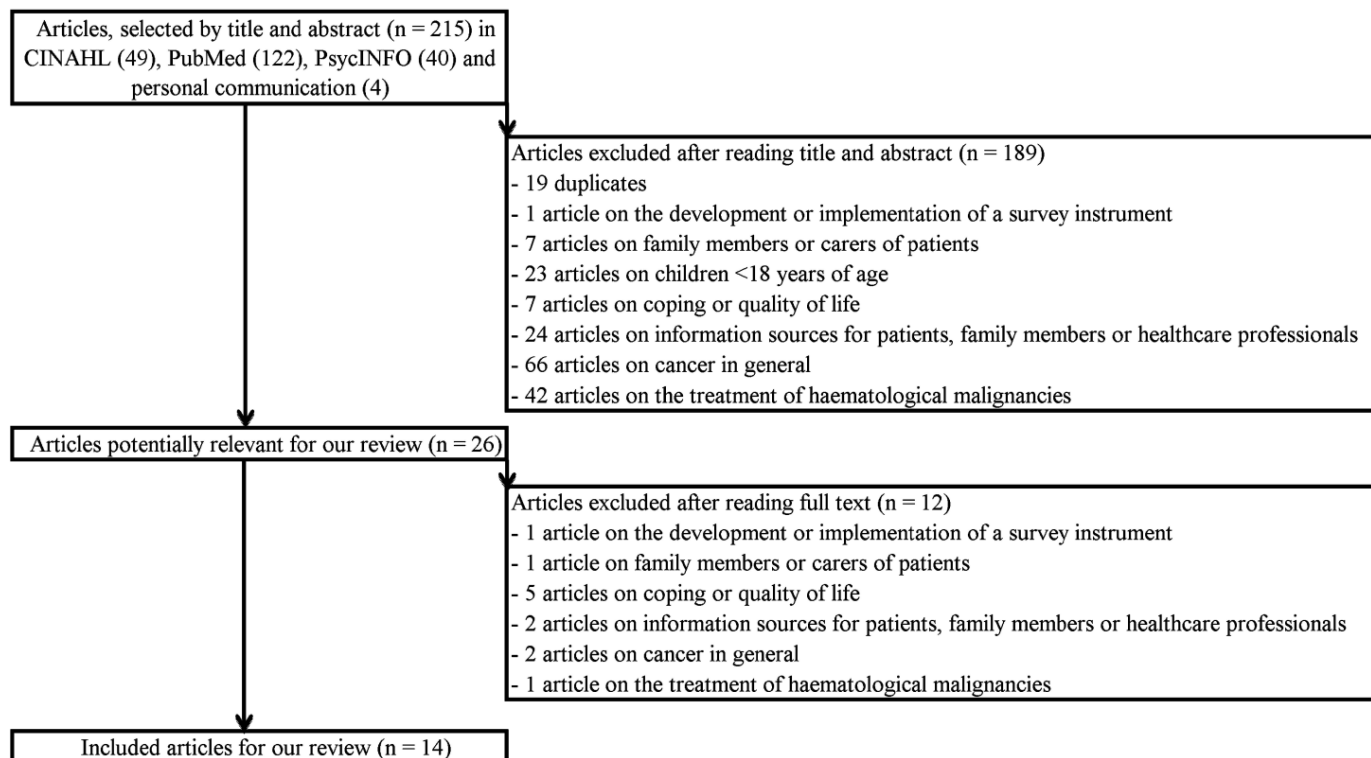 Articles, selected by title and abstract (n = 215) in
CINAHL (49), PubMed (122), PsycINFO (40) and
personal communication (4)
Articles excluded after reading title and abstract (n = 189)
- 19 duplicates
- 1 article on the development or implementation of a survey instrument
- 7 articles on family members or carers of patients
- 23 articles on children <18 years of age
- 7 articles on coping or quality of life
- 24 articles on information sources for patients, family members or healthcare professionals
- 66 articles on cancer in general
- 42 articles on the treatment of haematological malignancies
Articles potentially relevant for our review (n = 26)
Articles excluded after reading full text (n = 12)
- 1 article on the development or implementation of a survey instrument
- 1 article on family members or carers of patients
- 5 articles on coping or quality of life
- 2 articles on information sources for patients, family members or healthcare professionals
- 2 articles on cancer in general
- 1 article on the treatment of haematological malignancies
Included articles for our review (n = 14)